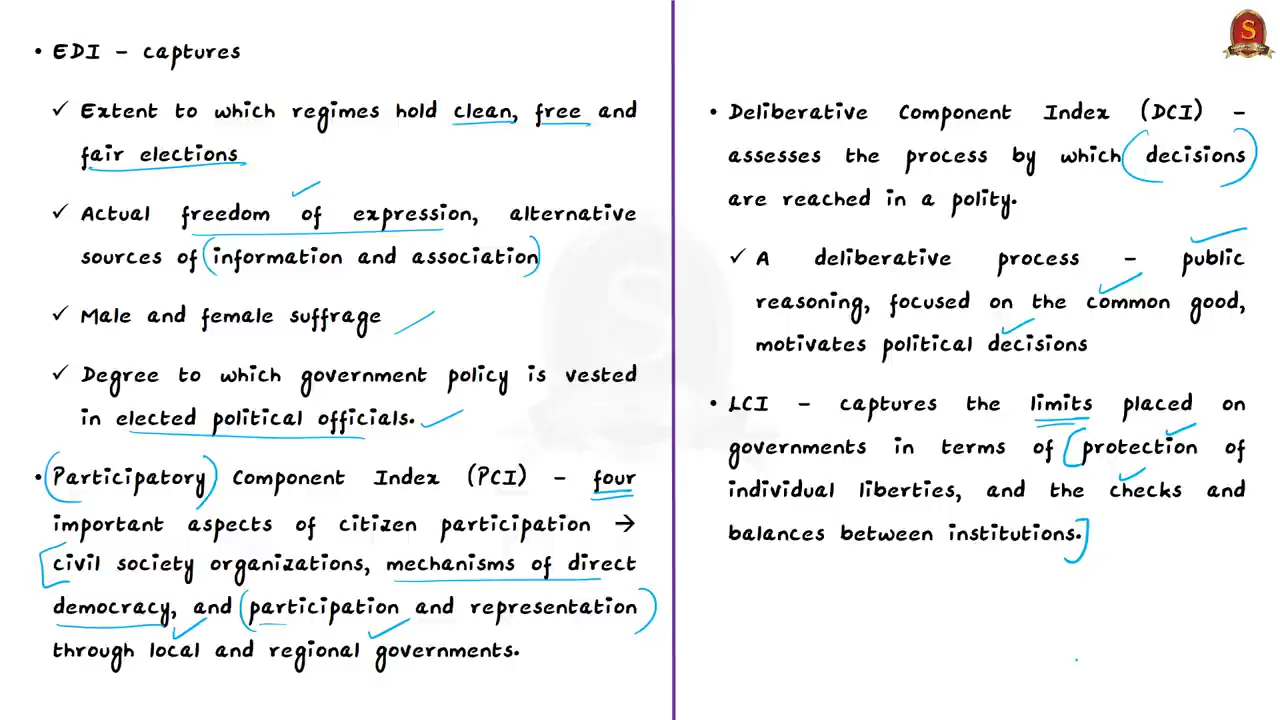 • EDI – captures
✓ Extent to which regimes hold clean, free and
fair elections
✓ Actual freedom of expression, alternative
sources of information and association
✓ Male and female suffrage
✓ Degree to which government policy is vested
in elected political officials.
• Participatory Component Index (PCI) – four
important aspects of citizen participation →
civil society organizations, mechanisms of direct
democracy, and participation and representation
through local and regional governments.
• Deliberative Component Index (DCI) –
assesses the process by which decisions
are reached in a polity.
✓ A deliberative process – public
reasoning, focused on the common good,
motivates political decisions
• LCI – captures the limits placed on
governments in terms of protection of
individual liberties, and the checks and
balances between institutions.
S
S